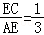 EC/AE = 1/3